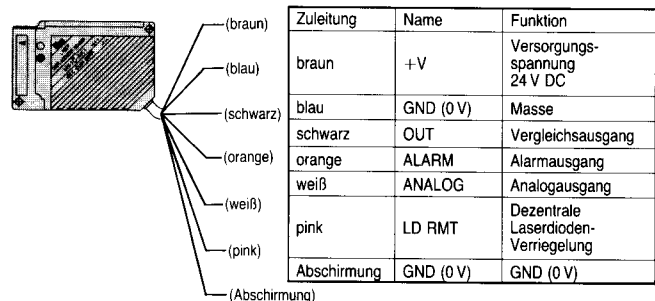 (braun)
(blau)
(schwarz)
(orange)
(weiß)
(pink)
(Abschirmung)
Zuleitung Name Funktion
braun +V Versorgungs-
spannung
24 V DC
blau GND (0 V) Masse
schwarz OUT Vergleichsausgang
orange ALARM Alarmausgang
weiß ANALOG Analogausgang
pink LD RMT Dezentrale
Laserdioden-
Verriegelung
Abschirmung GND (0 V) GND (0 V)